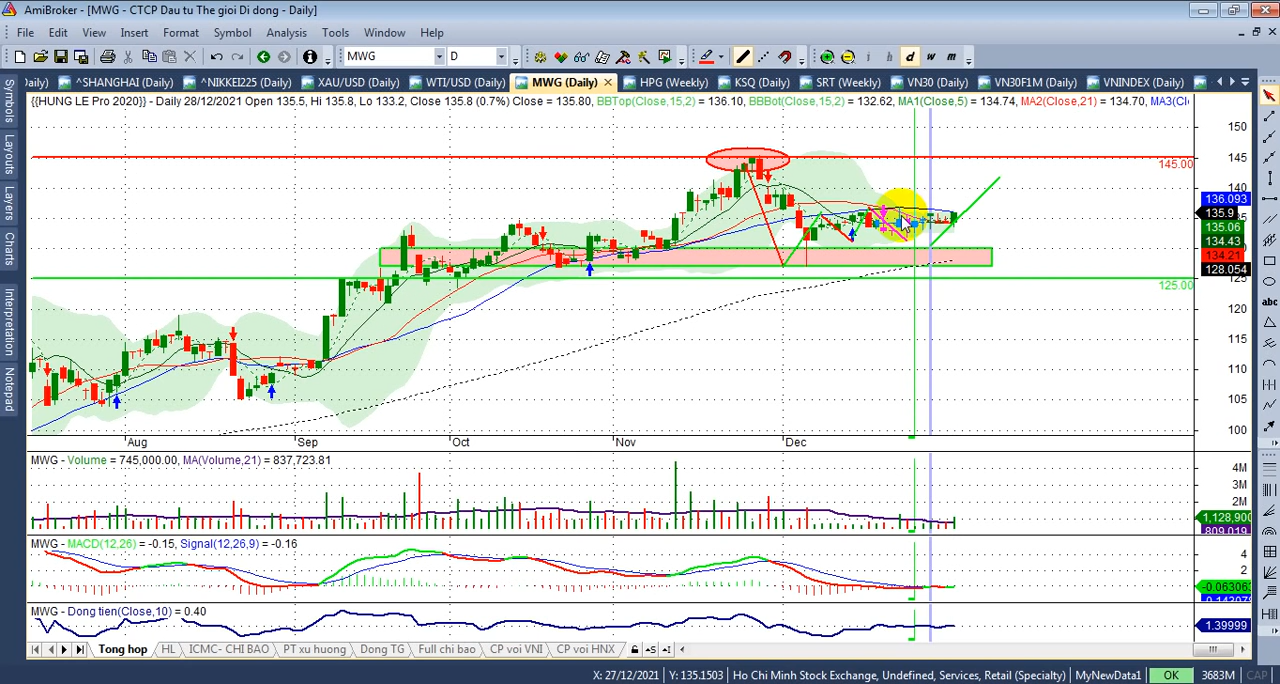 AmiBroker - [MWG - CTCP Dau tu The gioi Di dong - Daily]
File Edit View Insert Format Symbol Analysis Tools Window Help
MWG D d w m
aily) ^SHANGHAI (Daily) ^NIKKEI225 (Daily) XAU/USD (Daily) WTI/USD (Daily) MWG (Daily) HPG (Weekly) KSQ (Daily) SRT (Weekly) VN30 (Daily) VN30F1M (Daily) VNINDEX (Daily)
{{HUNG LE Pro 2020}} - Daily 28/12/2021 Open 135.5, Hi 135.8, Lo 133.2, Close 135.8 (0.7%) Close = 135.80, BBTop(Close,15,2) = 136.10, BBBot(Close,15,2) = 132.62, MA1(Close,5) = 134.74, MA2(Close,21) = 134.70, MA3(Cl
Symbols
Layouts
Layers
Charts
Interpretation
Notepad
abc
150
145
145.00
140
136.093
135.9
135.06
134.43
134.21
128.054
125
125.00
120
115
110
105
100
Aug Sep Oct Nov Dec
MWG - Volume = 745,000.00, MA(Volume,21) = 837,723.81
4M
3M
2M
1,128,900
809,019
MWG - MACD(12,26) = -0.15, Signal(12,26,9) = -0.16
4
2
-0.06306
MWG - Dong tien(Close,10) = 0.40
1.39999
Tong hop HL ICMC- CHI BAO PT xu huong Dong TG Full chi bao CP voi VNI CP voi HNX
X: 27/12/2021 Y: 135.1503 Ho Chi Minh Stock Exchange, Undefined, Services, Retail (Specialty) MyNewData1 OK 3683M CAP